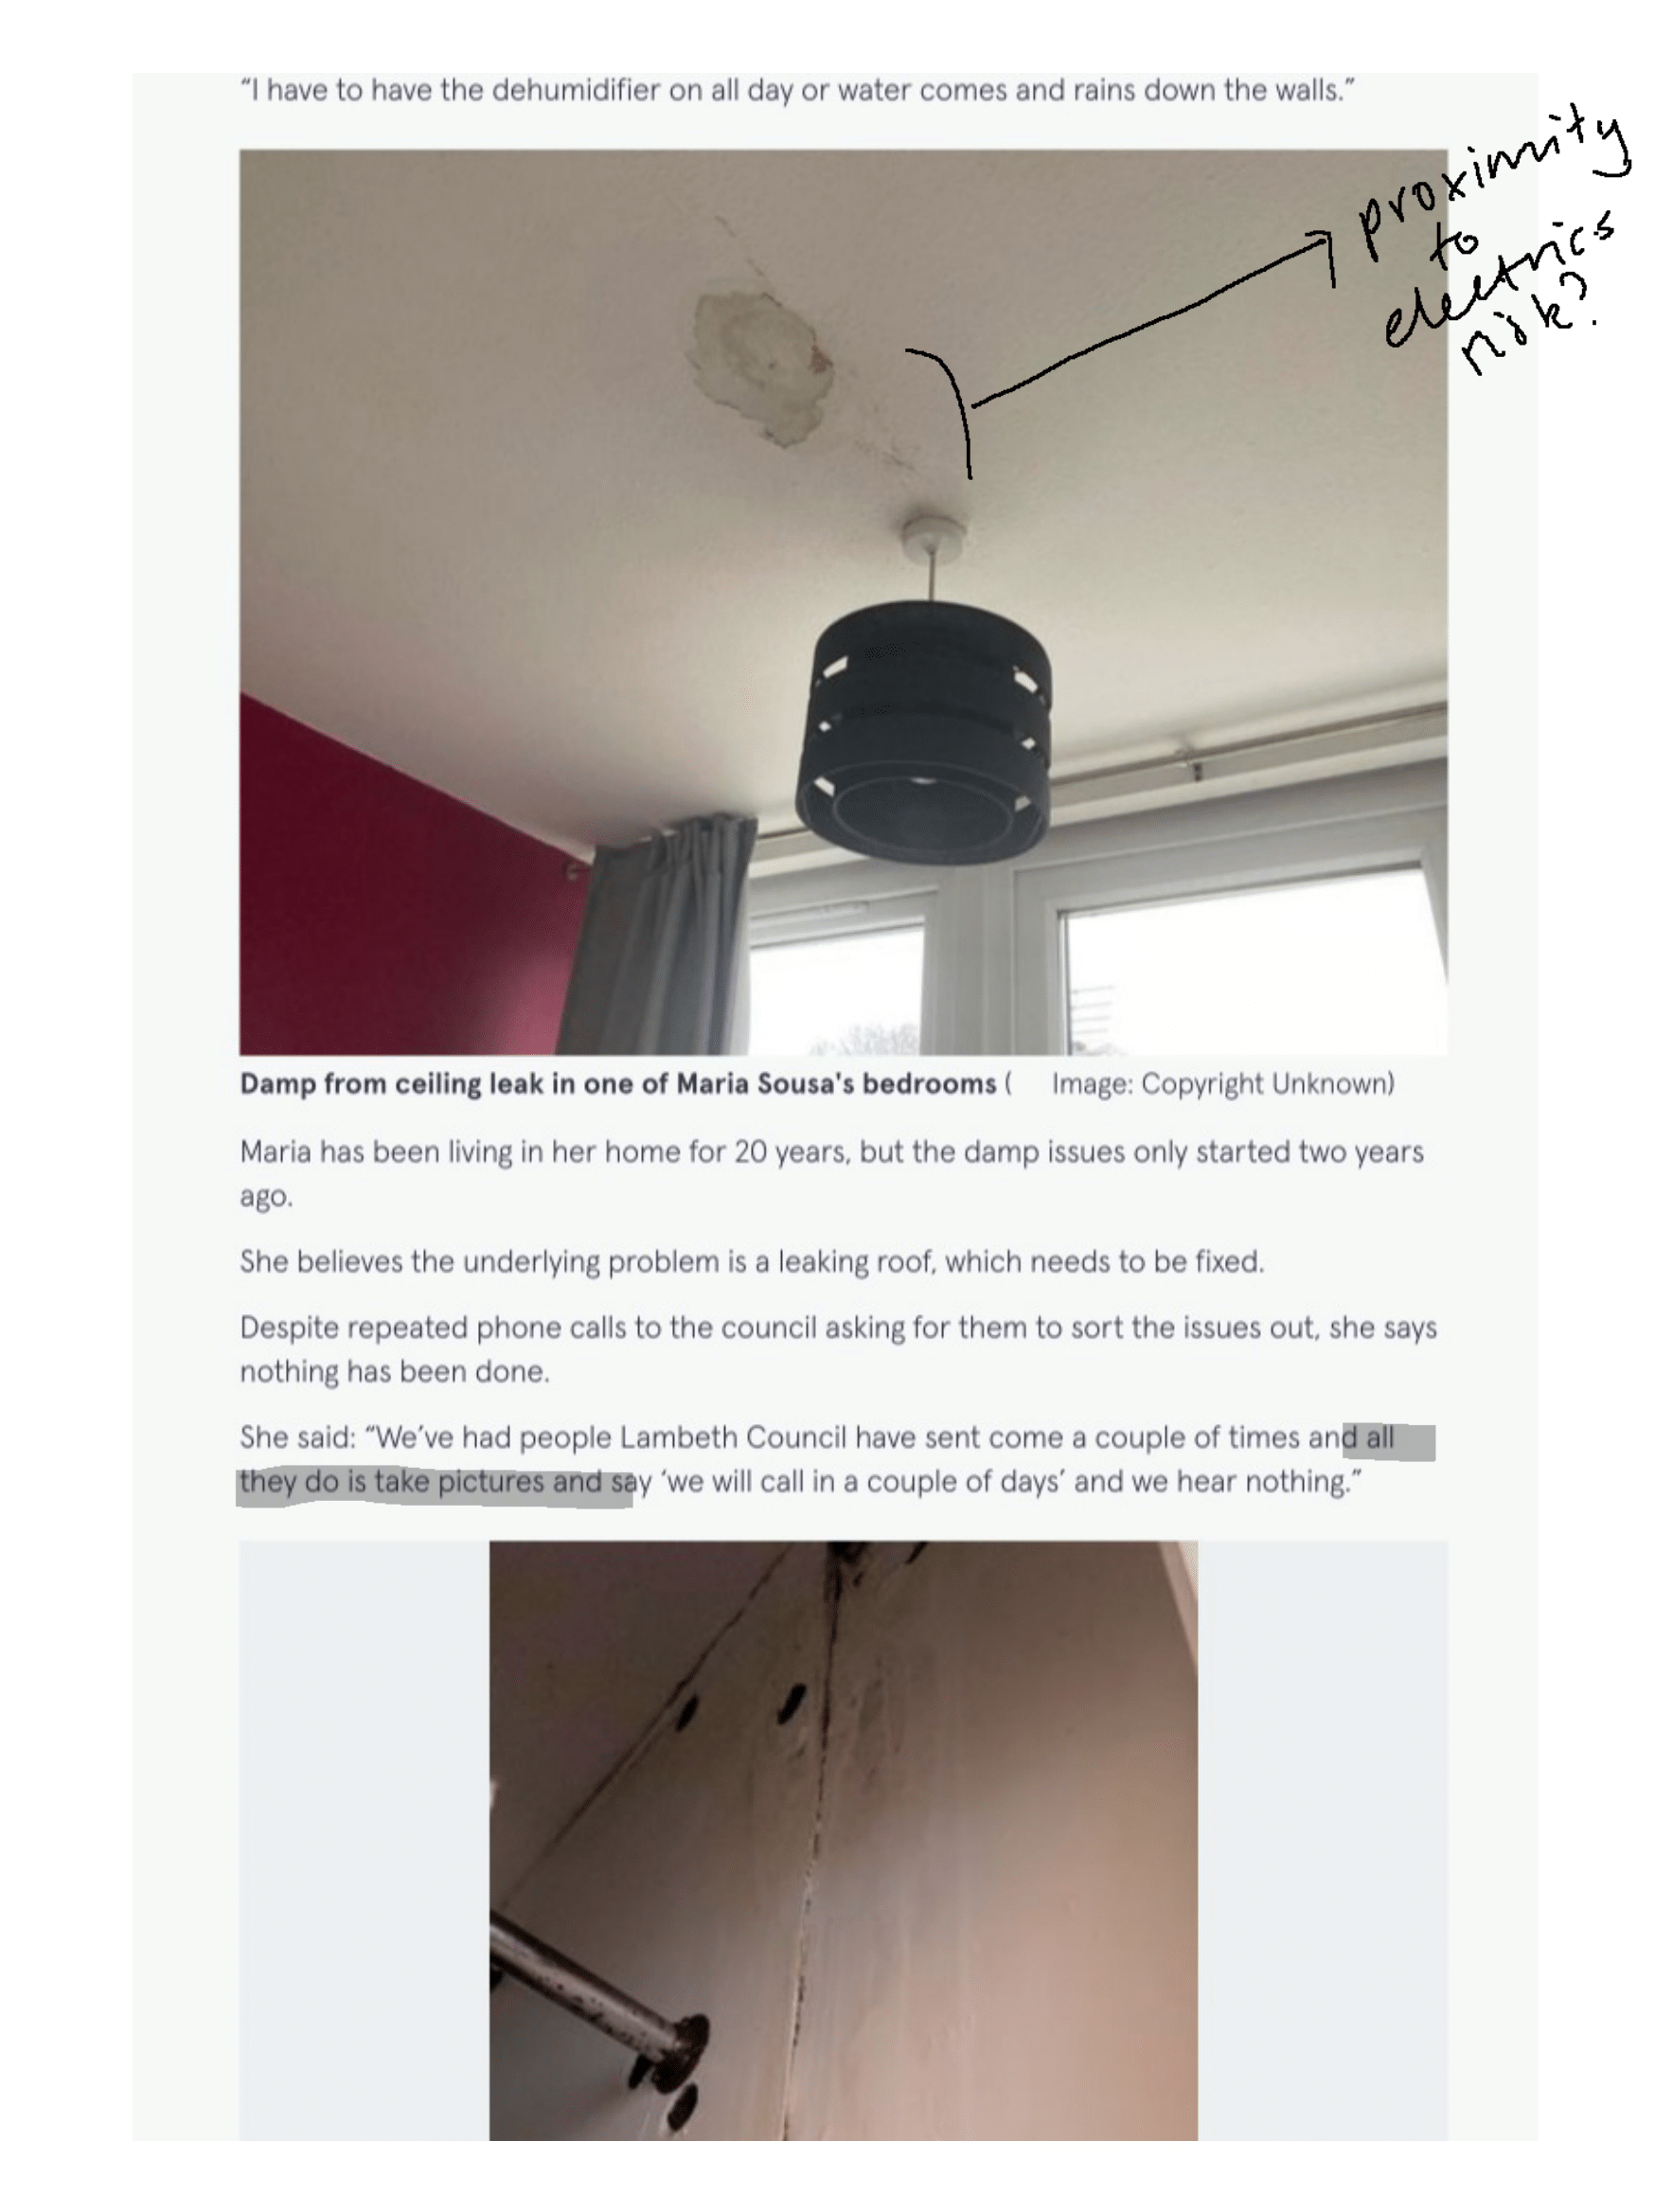 “I have to have the dehumidifier on all day or water comes and rains down the walls.”
proximity
to
electrics
risk?
Damp from ceiling leak in one of Maria Sousa's bedrooms ( Image: Copyright Unknown)
Maria has been living in her home for 20 years, but the damp issues only started two years
ago.
She believes the underlying problem is a leaking roof, which needs to be fixed.
Despite repeated phone calls to the council asking for them to sort the issues out, she says
nothing has been done.
She said: “We’ve had people Lambeth Council have sent come a couple of times and all
they do is take pictures and say ‘we will call in a couple of days’ and we hear nothing.”